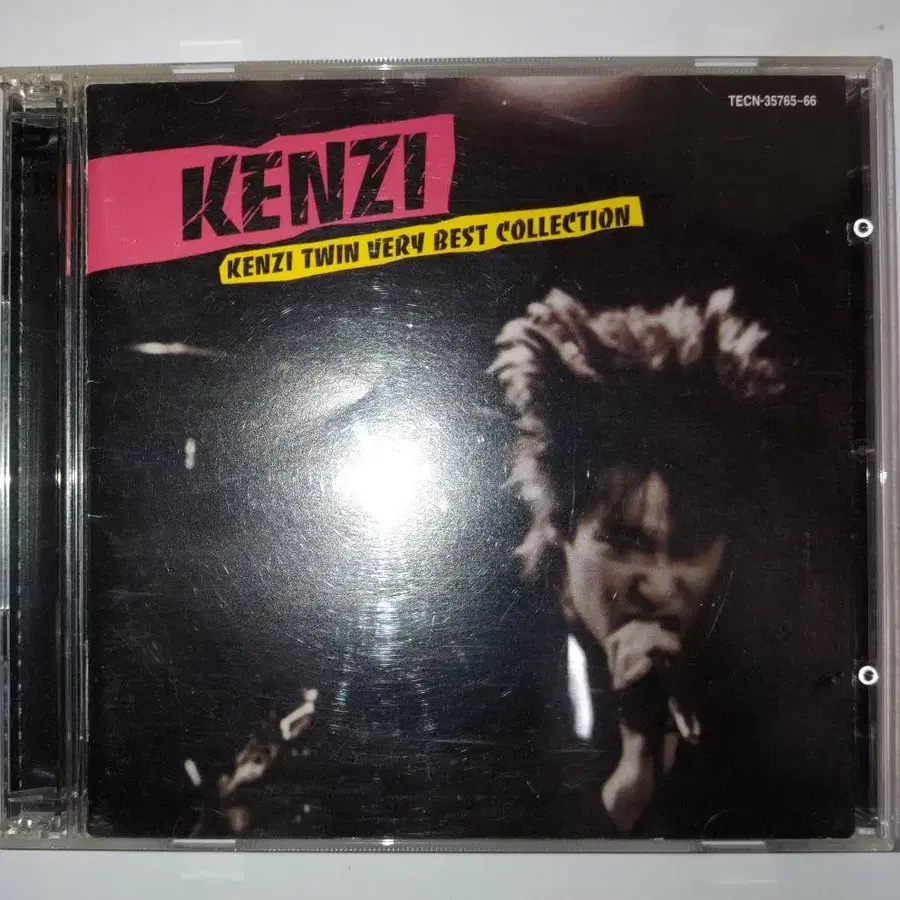 TECN-35765~66
KENZI
KENZI TWIN VERY BEST COLLECTION